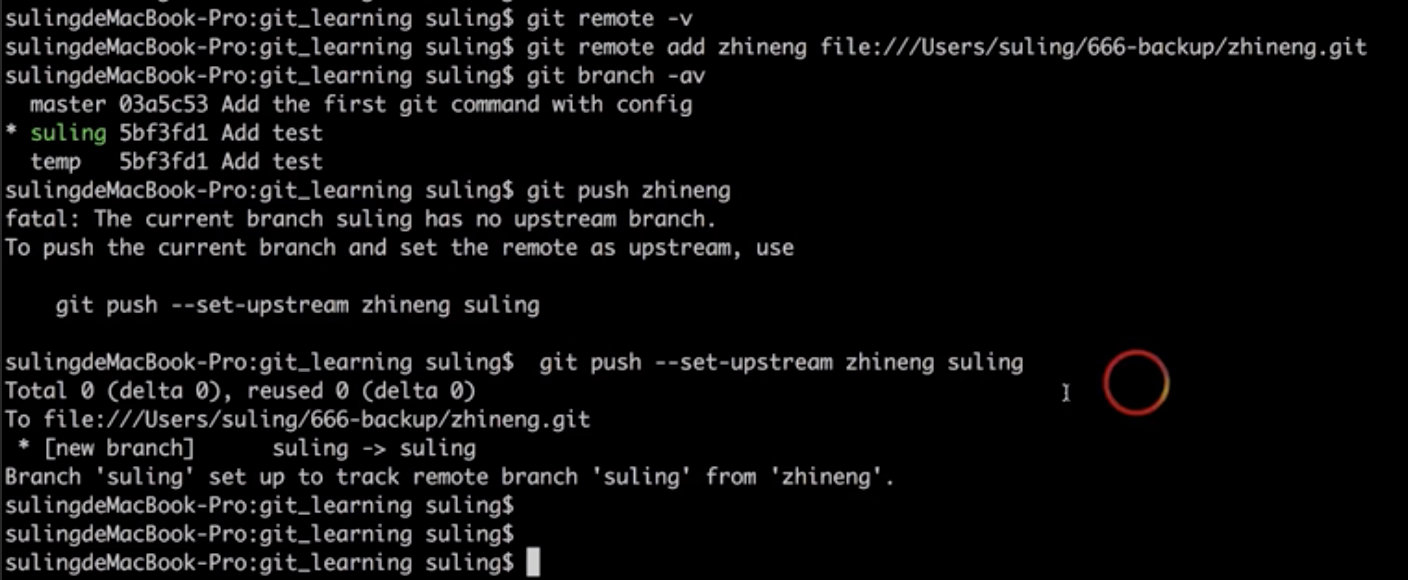 sulingdeMacBook-Pro:git_learning suling$ git remote -v
sulingdeMacBook-Pro:git_learning suling$ git remote add zhineng file:///Users/suling/666-backup/zhineng.git
sulingdeMacBook-Pro:git_learning suling$ git branch -av
  master 03a5c53 Add the first git command with config
* suling 5bf3fd1 Add test
  temp   5bf3fd1 Add test
sulingdeMacBook-Pro:git_learning suling$ git push zhineng
fatal: The current branch suling has no upstream branch.
To push the current branch and set the remote as upstream, use

    git push --set-upstream zhineng suling

sulingdeMacBook-Pro:git_learning suling$  git push --set-upstream zhineng suling
Total 0 (delta 0), reused 0 (delta 0)
To file:///Users/suling/666-backup/zhineng.git
 * [new branch]      suling -> suling
Branch 'suling' set up to track remote branch 'suling' from 'zhineng'.
sulingdeMacBook-Pro:git_learning suling$
sulingdeMacBook-Pro:git_learning suling$
sulingdeMacBook-Pro:git_learning suling$